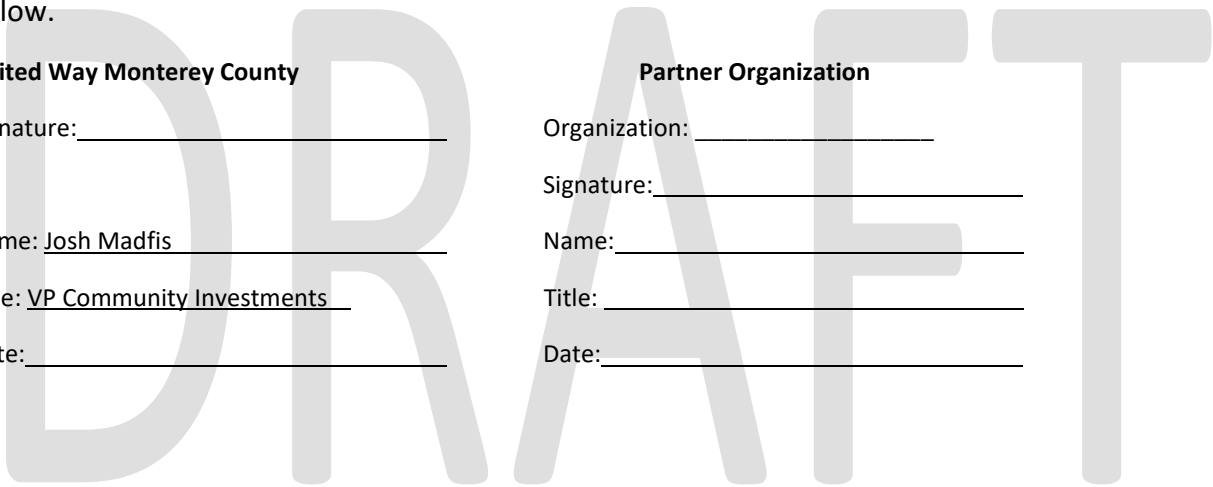 low.
ited Way Monterey County Partner Organization
nature: Organization: __________________
Signature:
me: Josh Madfis Name:
e: VP Community Investments Title:
te: Date:
DRAFT